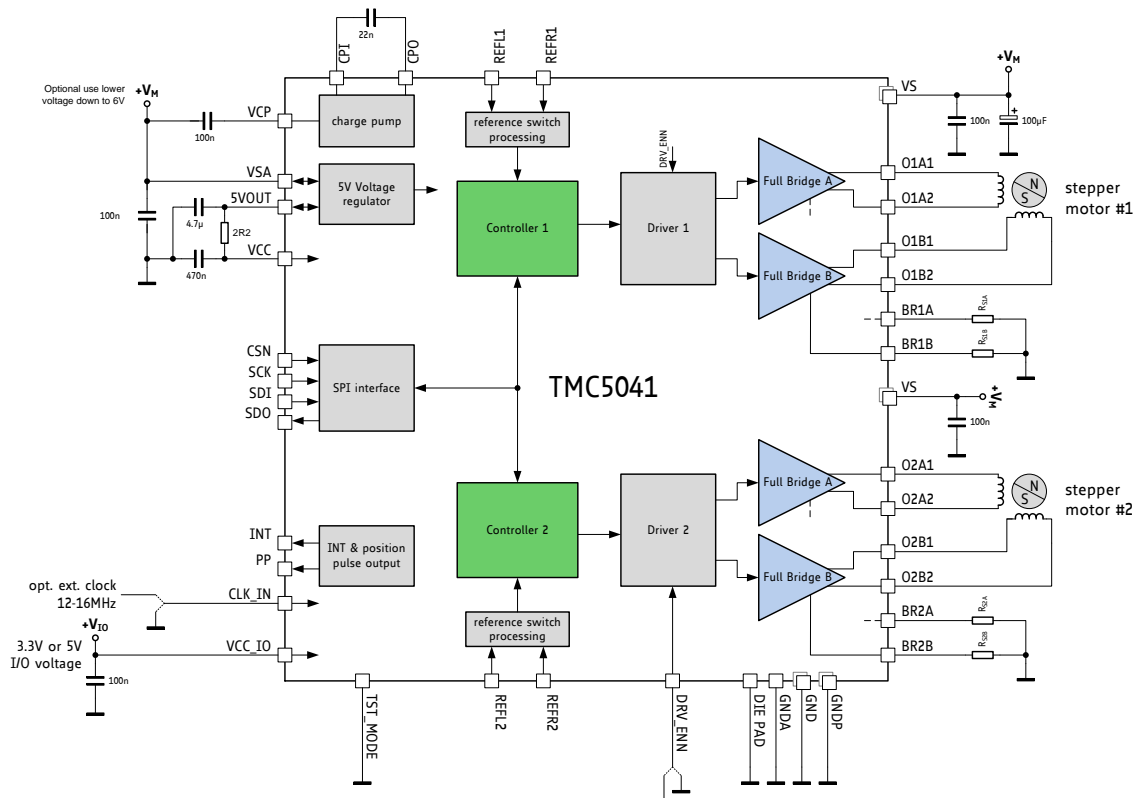 22n
CPI
CPO
REFL1
REFR1
Optional use lower
voltage down to 6V
+VM
VCP
100n
charge pump
reference switch
processing
DRV_ENN
+VM
VS
100n
+
100µF
VSA
5VOUT
100n
4.7µ
2R2
VCC
470n
5V Voltage
regulator
Controller 1
Driver 1
Full Bridge A
Full Bridge B
O1A1
O1A2
O1B1
O1B2
BR1A
RS1A
BR1B
RS1B
N
S
stepper
motor #1
CSN
SCK
SDI
SDO
SPI interface
TMC5041
VS
+VM
100n
Controller 2
Driver 2
Full Bridge A
Full Bridge B
O2A1
O2A2
O2B1
O2B2
BR2A
RS2A
BR2B
RS2B
N
S
stepper
motor #2
INT
PP
INT & position
pulse output
opt. ext. clock
12-16MHz
CLK_IN
+VIO
3.3V or 5V
I/O voltage
VCC_IO
100n
reference switch
processing
TST_MODE
REFL2
REFR2
DRV_ENN
DIE PAD
GNDA
GND
GNDP